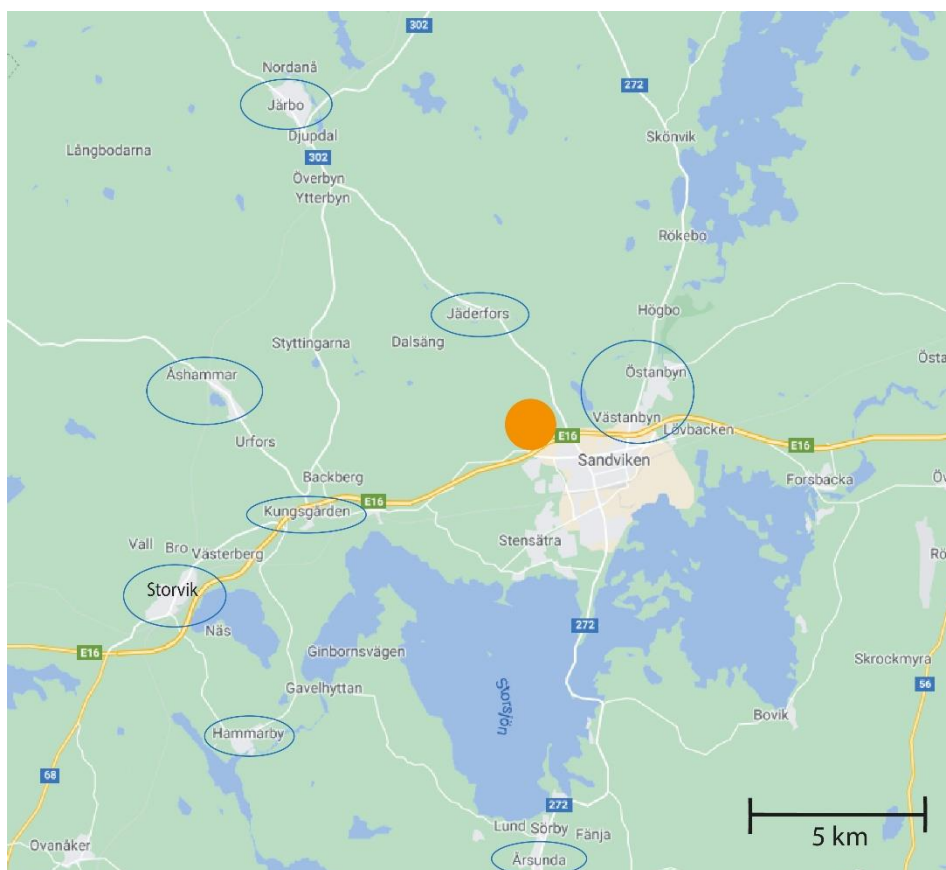 302
Nordanå
272
Järbo
Djupdal
Skönvik
Långbodarna
302
Överbyn
Ytterbyn
Rökebo
Högbo
Jäderfors
Styttingarna
Dalsäng
Östa
Åshammar
Östanbyn
Västanbyn
Lövbacken
Urfors
E16
E16
Sandviken
Backberg
Forsbacka
Öv
E16
Kungsgården
Stensätra
Vall
Bro
Västerberg
Rö
Storvik
Näs
272
Ginbornsvägen
E16
Skrockmyra
Gavelhyttan
56
Storsjön
Bovik
Hammarby
68
272
Lund
Sörby
Fänja
5 km
Ovanåker
Årsunda